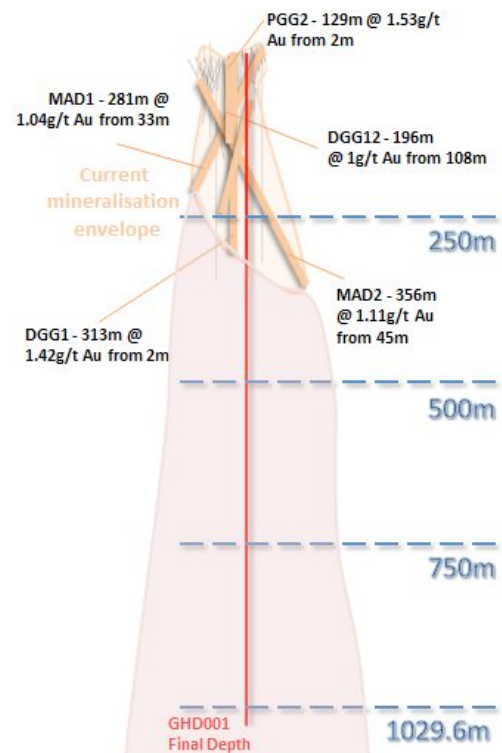 PGG2 - 129m @ 1.53g/t
Au from 2m
MAD1 - 281m @
1.04g/t Au from 33m
DGG12 - 196m
@ 1g/t Au from 108m
Current
mineralisation
envelope
250m
DGG1 - 313m @
1.42g/t Au from 2m
MAD2 - 356m
@ 1.11g/t Au
from 45m
500m
750m
GHD001
Final Depth
1029.6m